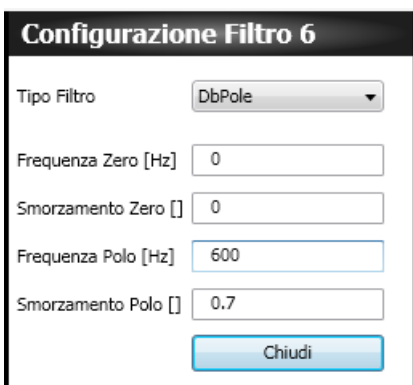 Configurazione Filtro 6
Tipo Filtro DbPole
Frequenza Zero [Hz] 0
Smorzamento Zero [] 0
Frequenza Polo [Hz] 600
Smorzamento Polo [] 0.7
Chiudi